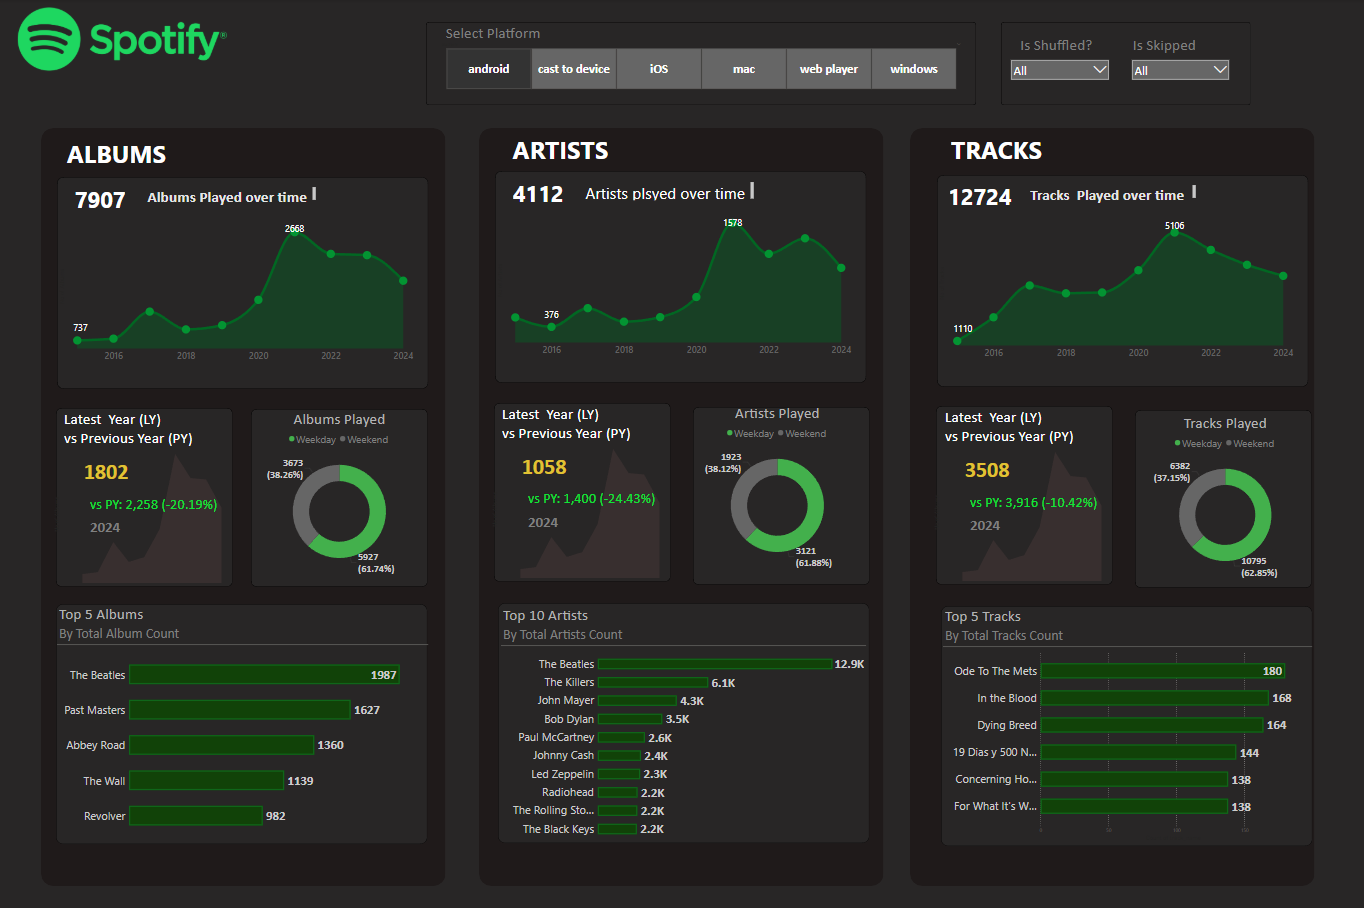 Spotify®
Select Platform
android
cast to device
iOS
mac
web player
windows
Is Shuffled?
All
Is Skipped
All
ALBUMS
7907
Albums Played over time
2668
737
2016
2018
2020
2022
2024
Latest Year (LY)
vs Previous Year (PY)
1802
vs PY: 2,258 (-20.19%)
2024
Albums Played
Weekday
Weekend
3673
(38.26%)
5927
(61.74%)
Top 5 Albums
By Total Album Count
The Beatles 1987
Past Masters 1627
Abbey Road 1360
The Wall 1139
Revolver 982
ARTISTS
4112
Artists plsyed over time
1578
376
2016
2018
2020
2022
2024
Latest Year (LY)
vs Previous Year (PY)
1058
vs PY: 1,400 (-24.43%)
2024
Artists Played
Weekday
Weekend
1923
(38.12%)
3121
(61.88%)
Top 10 Artists
By Total Artists Count
The Beatles 12.9K
The Killers 6.1K
John Mayer 4.3K
Bob Dylan 3.5K
Paul McCartney 2.6K
Johnny Cash 2.4K
Led Zeppelin 2.3K
Radiohead 2.2K
The Rolling Sto... 2.2K
The Black Keys 2.2K
TRACKS
12724
Tracks Played over time
5106
1110
2016
2018
2020
2022
2024
Latest Year (LY)
vs Previous Year (PY)
3508
vs PY: 3,916 (-10.42%)
2024
Tracks Played
Weekday
Weekend
6382
(37.15%)
10795
(62.85%)
Top 5 Tracks
By Total Tracks Count
Ode To The Mets 180
In the Blood 168
Dying Breed 164
19 Dias y 500 N... 144
Concerning Ho... 138
For What It's W... 138